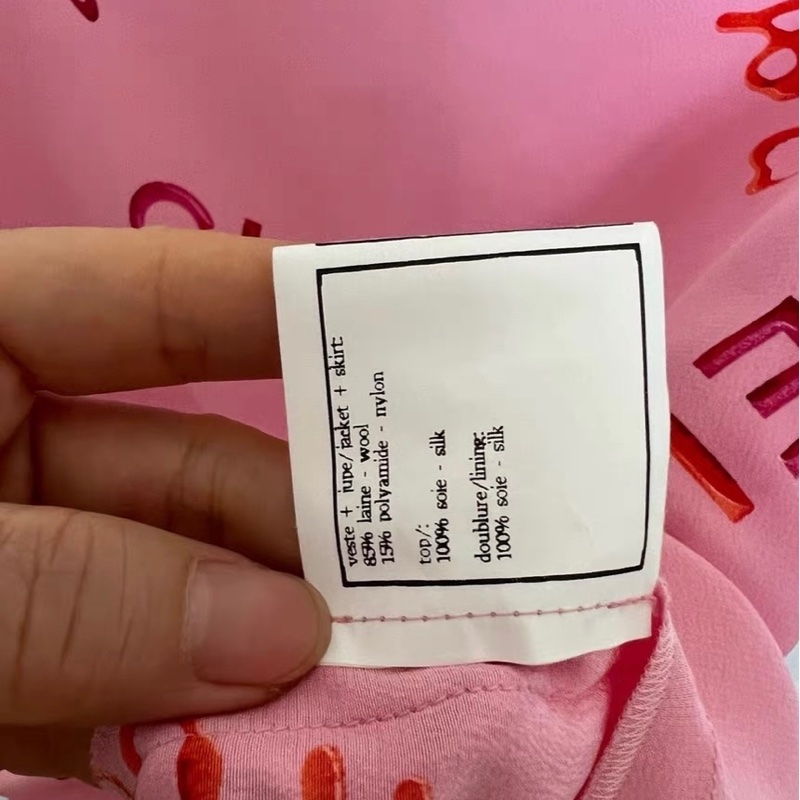 veste + jupe/jacket + skirt:
85% laine - wool
15% polyamide - nylon
top/:
100% soie - silk
doublure/lining:
100% soie - silk